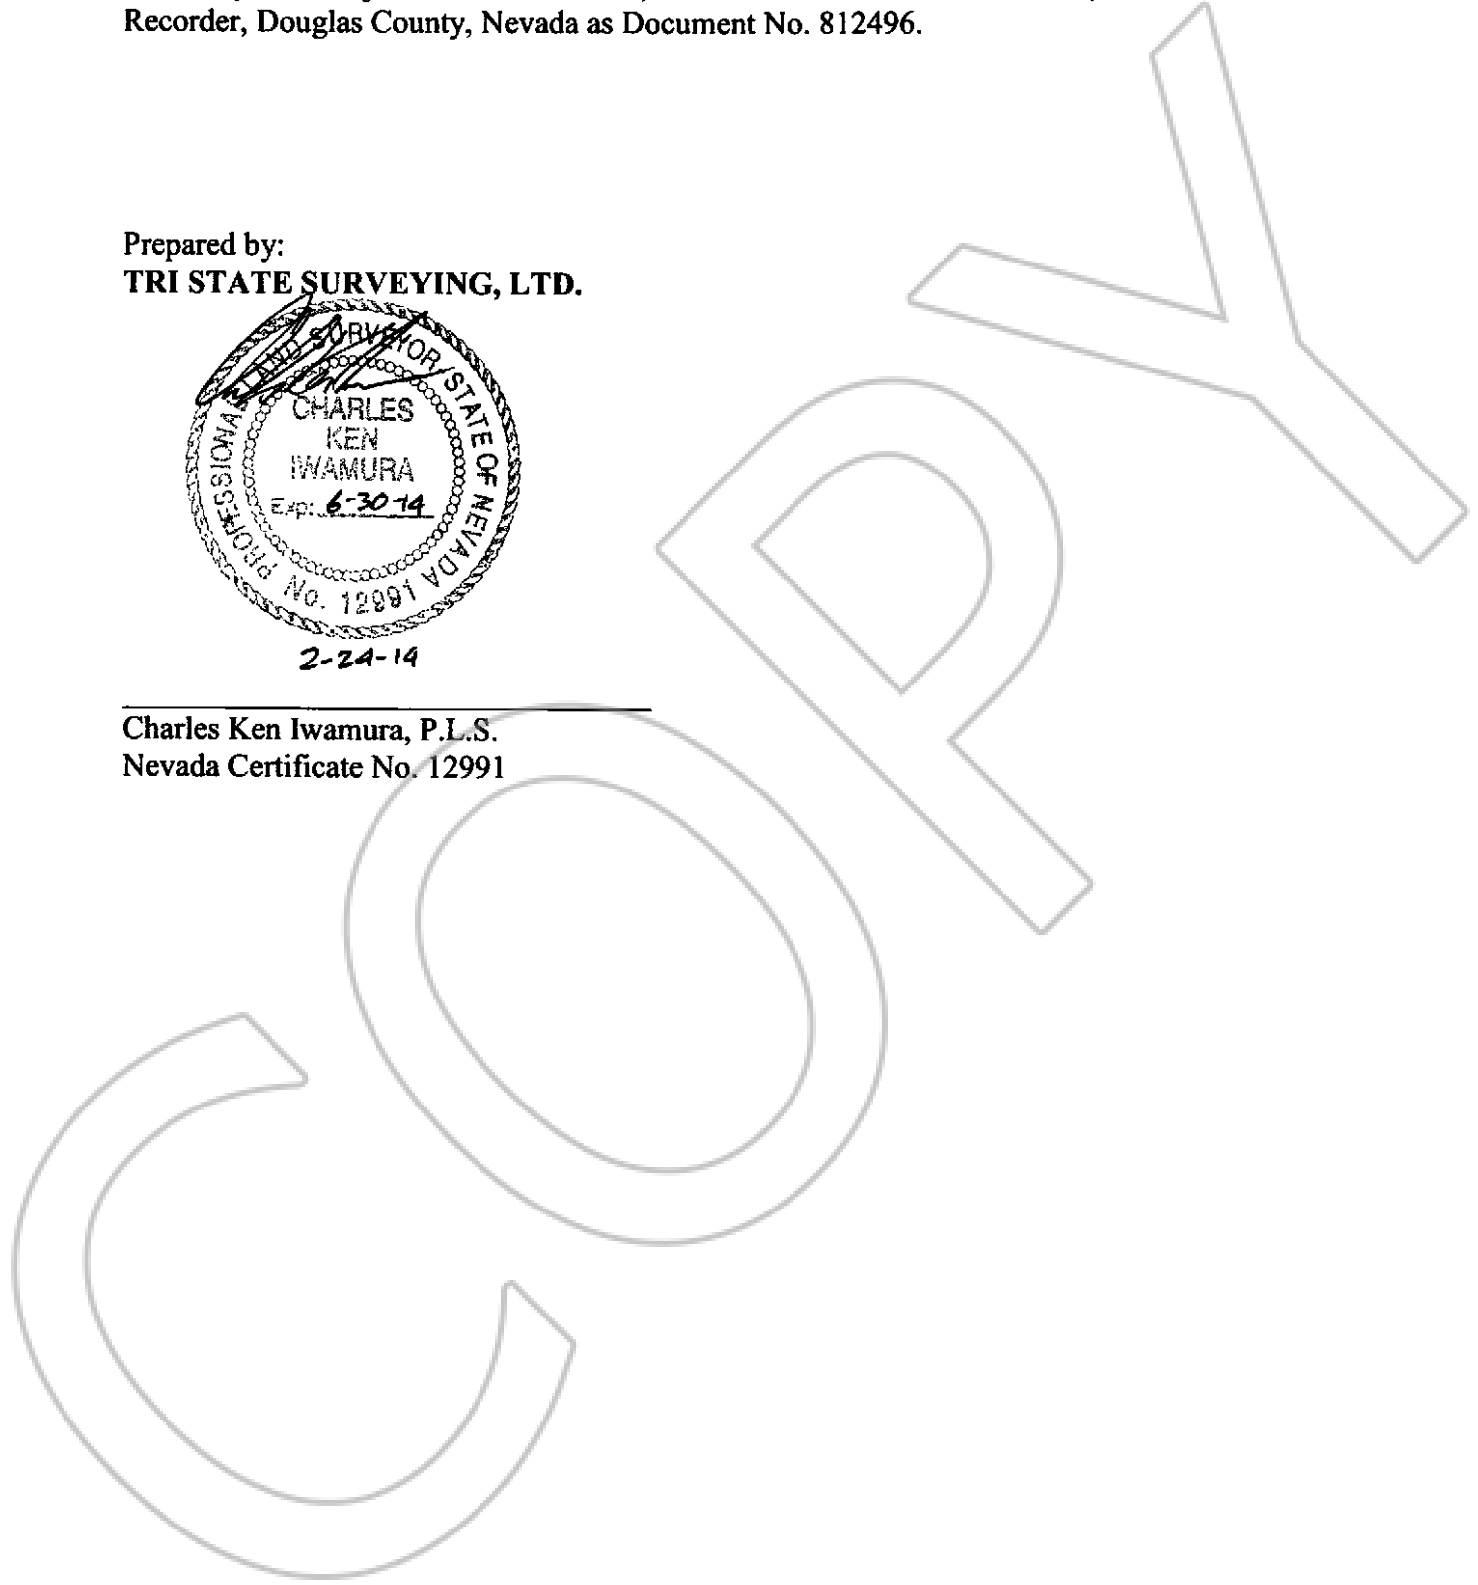 Recorder, Douglas County, Nevada as Document No. 812496.
Prepared by:
TRI STATE SURVEYING, LTD.
PROFESSIONAL LAND SURVEYOR STATE OF NEVADA
CHARLES
KEN
IWAMURA
Exp: 6-30-14
No. 12991
2-24-14
Charles Ken Iwamura, P.L.S.
Nevada Certificate No. 12991
COPY